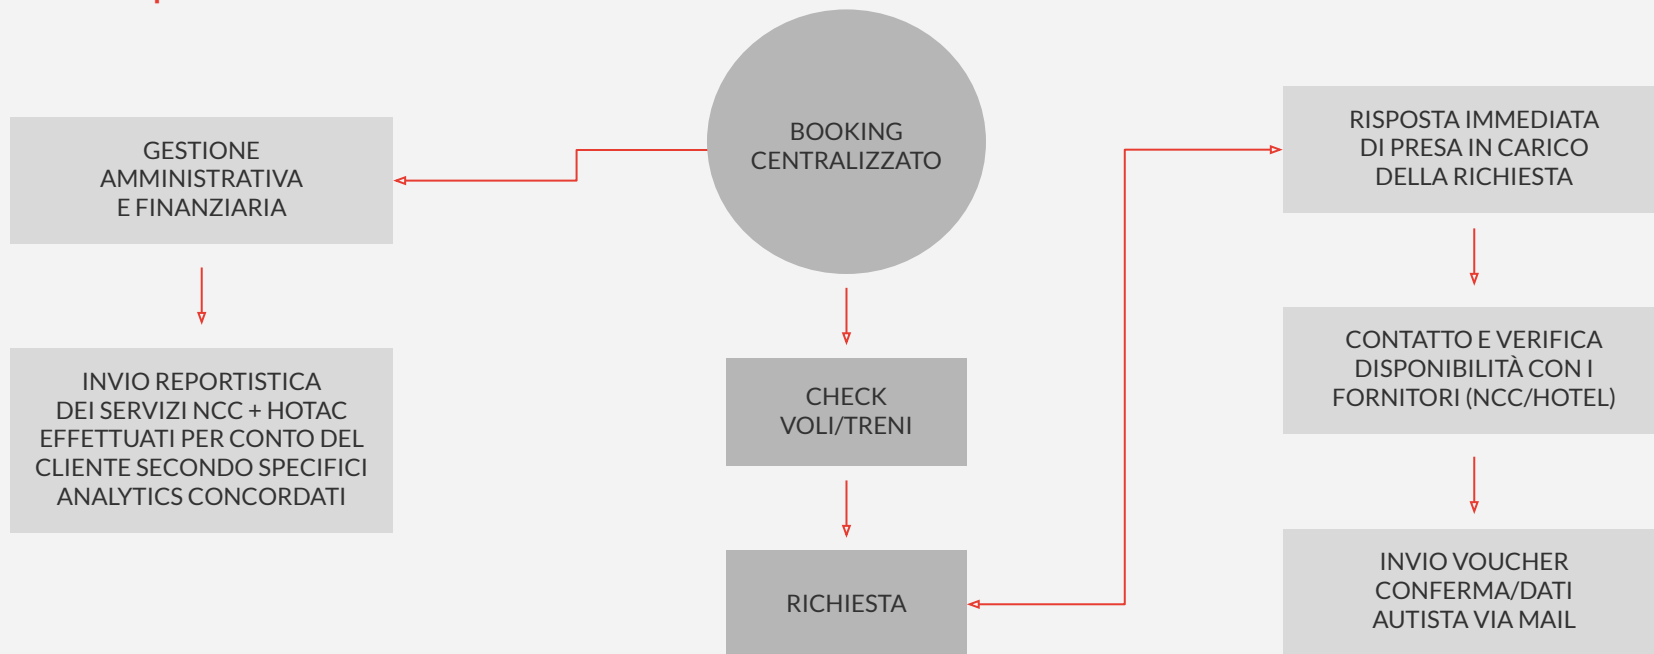 BOOKING
CENTRALIZZATO
GESTIONE
AMMINISTRATIVA
E FINANZIARIA
INVIO REPORTISTICA
DEI SERVIZI NCC + HOTAC
EFFETTUATI PER CONTO DEL
CLIENTE SECONDO SPECIFICI
ANALYTICS CONCORDATI
CHECK
VOLI/TRENI
RICHIESTA
RISPOSTA IMMEDIATA
DI PRESA IN CARICO
DELLA RICHIESTA
CONTATTO E VERIFICA
DISPONIBILITÀ CON I
FORNITORI (NCC/HOTEL)
INVIO VOUCHER
CONFERMA/DATI
AUTISTA VIA MAIL